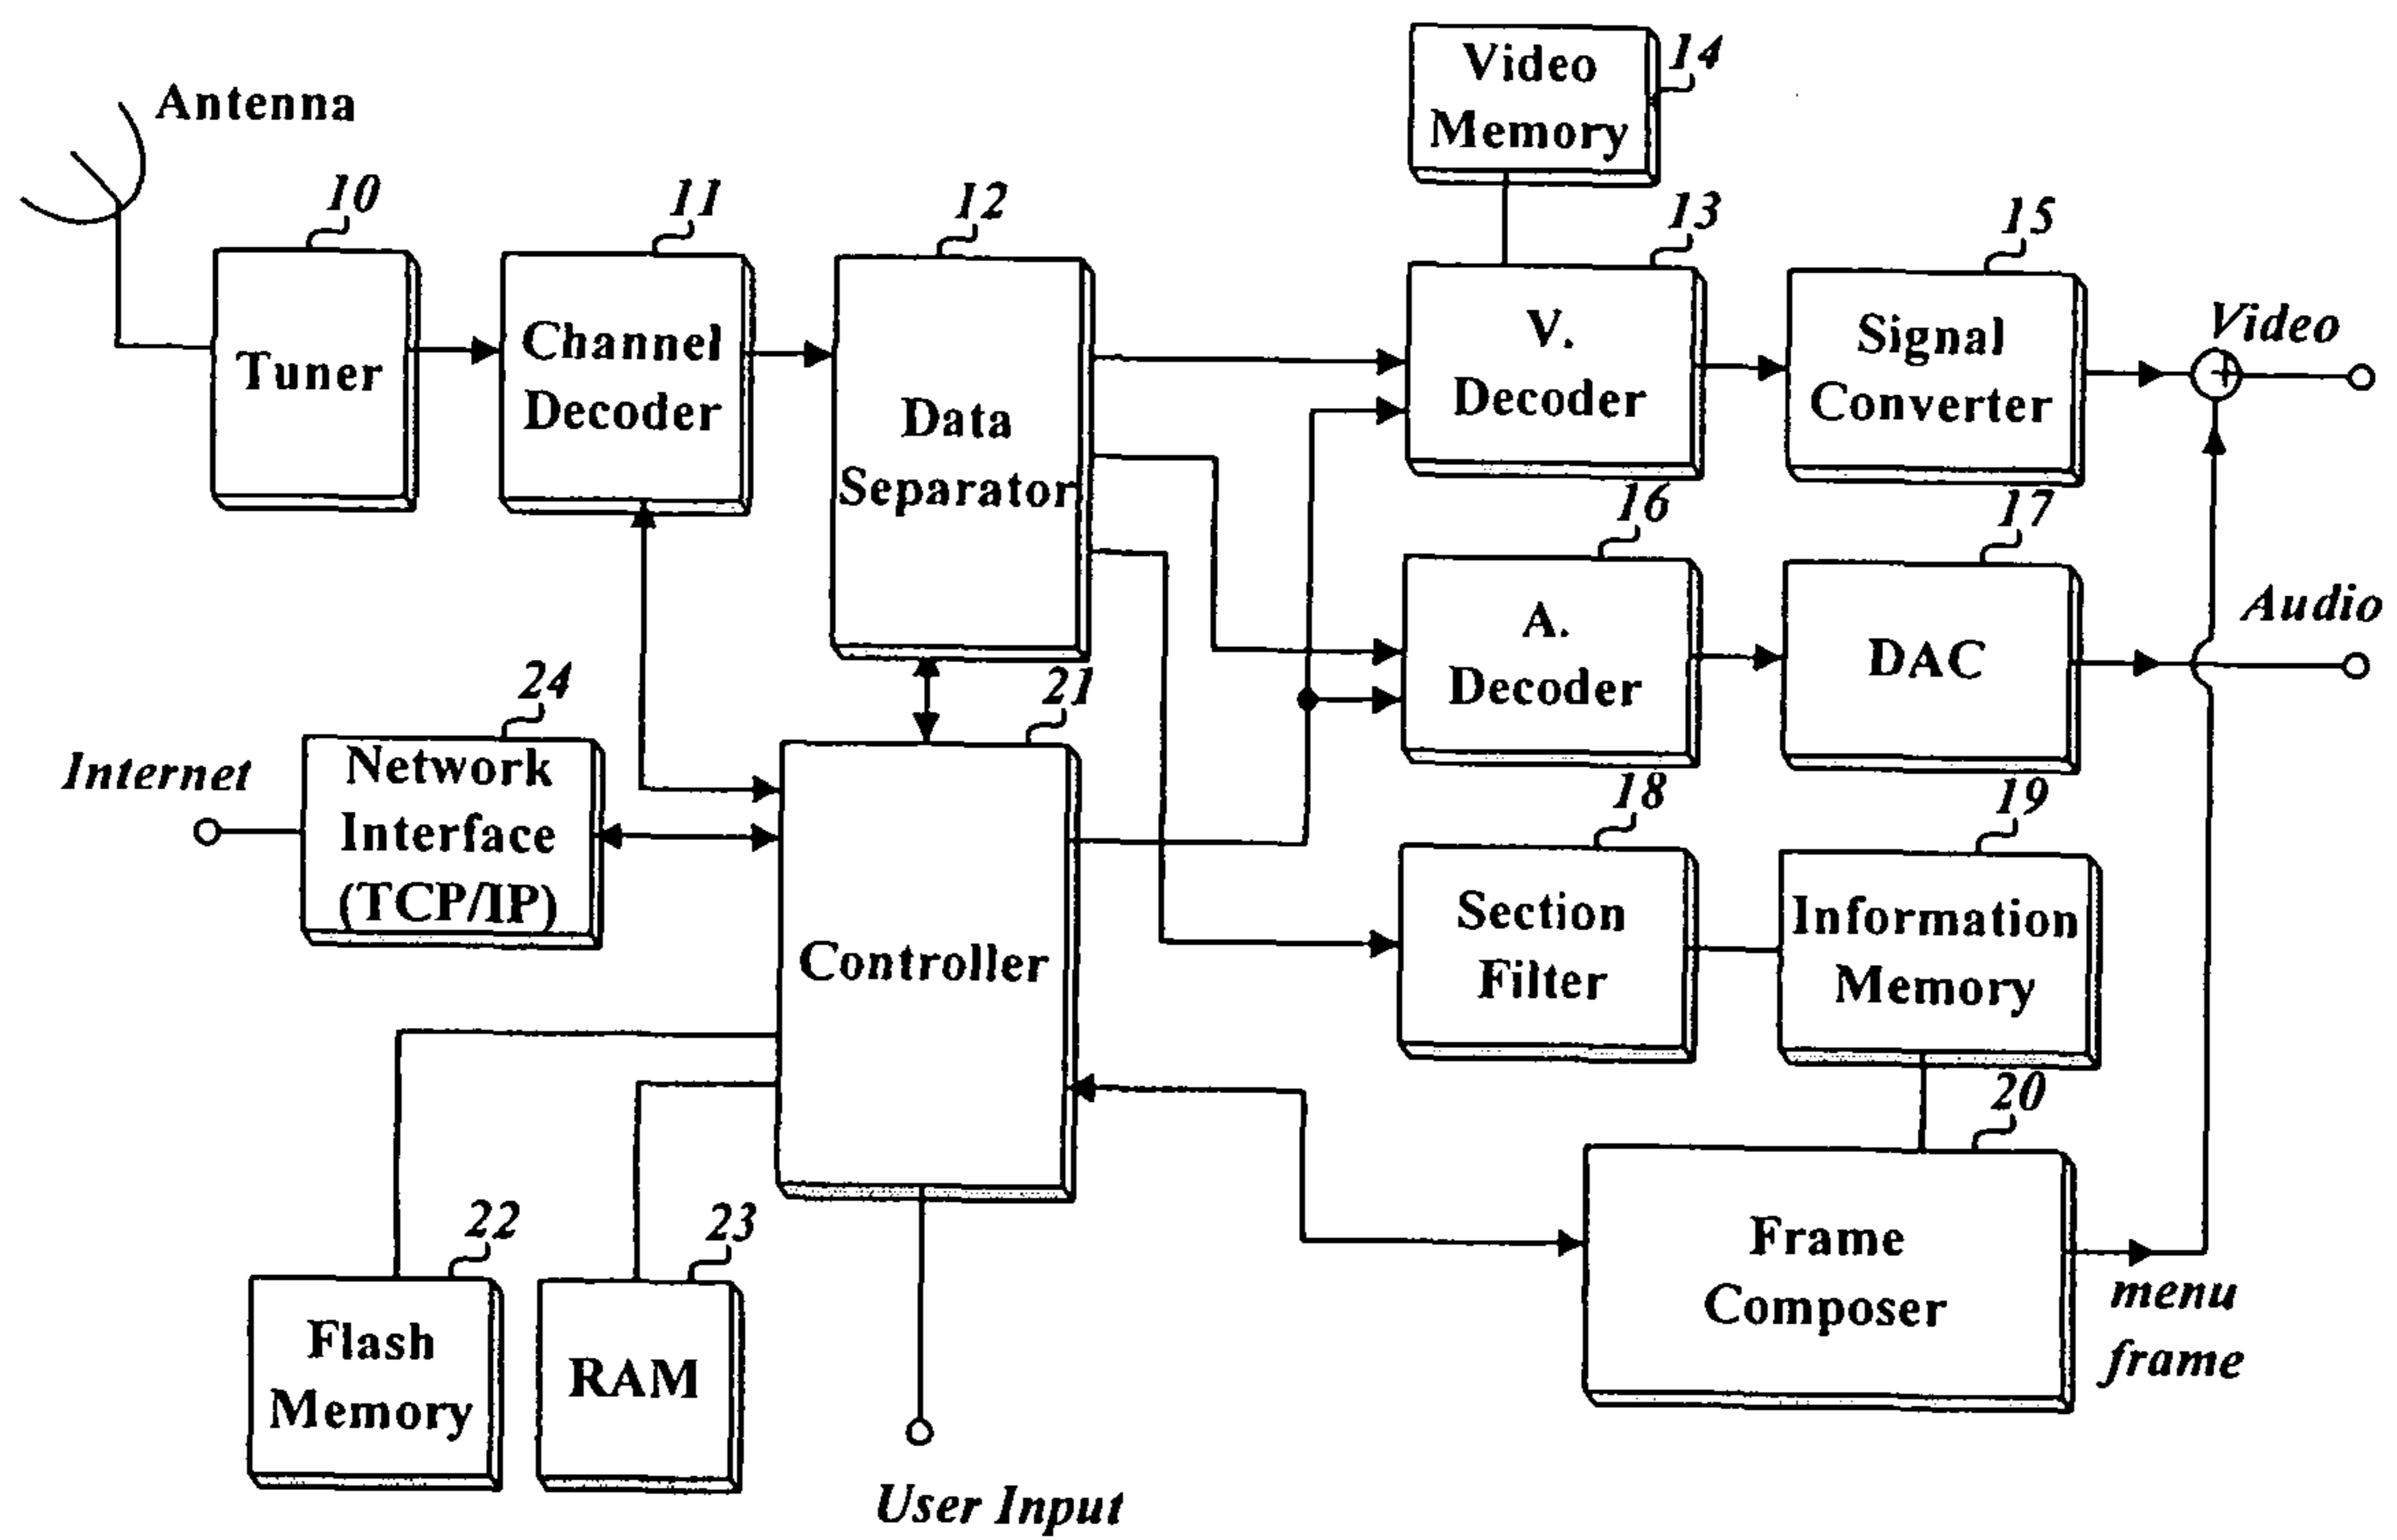 Antenna
10
Tuner
11
Channel
Decoder
12
Data
Separator
14
Video
Memory
13
V.
Decoder
15
Signal
Converter
Video
16
A.
Decoder
17
DAC
Audio
18
Section
Filter
19
Information
Memory
20
Frame
Composer
menu
frame
24
Network
Interface
(TCP/IP)
Internet
21
Controller
22
Flash
Memory
23
RAM
User Input